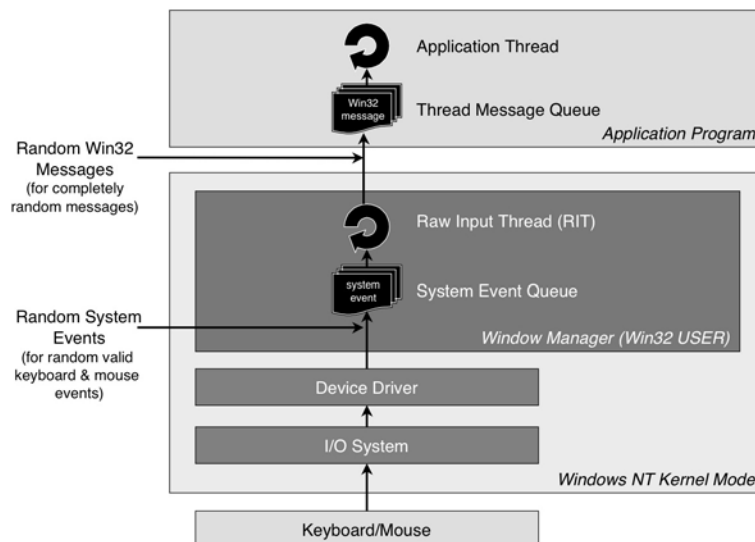 Application Thread
Win32
message
Thread Message Queue
Application Program
Random Win32
Messages
(for completely
random messages)
Raw Input Thread (RIT)
system
event
System Event Queue
Window Manager (Win32 USER)
Random System
Events
(for random valid
keyboard & mouse
events)
Device Driver
I/O System
Windows NT Kernel Mode
Keyboard/Mouse